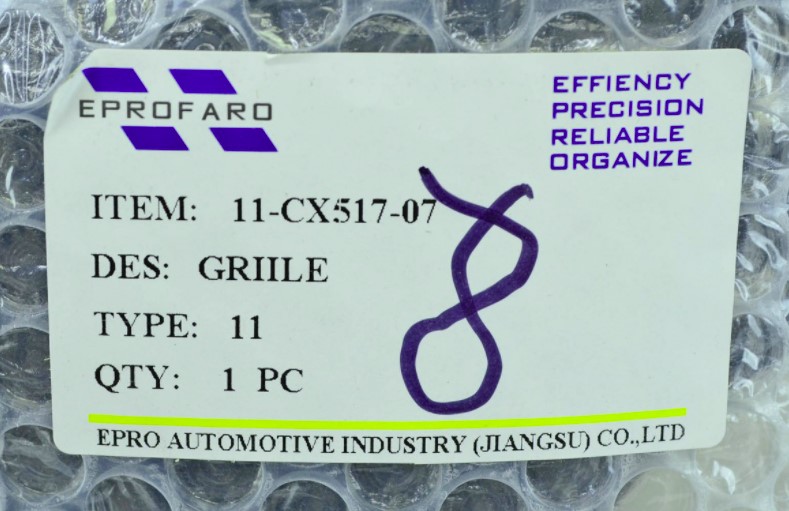 EPROFARO
EFFIENCY
PRECISION
RELIABLE
ORGANIZE
ITEM: 11-CX517-07
DES: GRIILE
TYPE: 11
QTY: 1 PC
8
EPRO AUTOMOTIVE INDUSTRY (JIANGSU) CO.,LTD